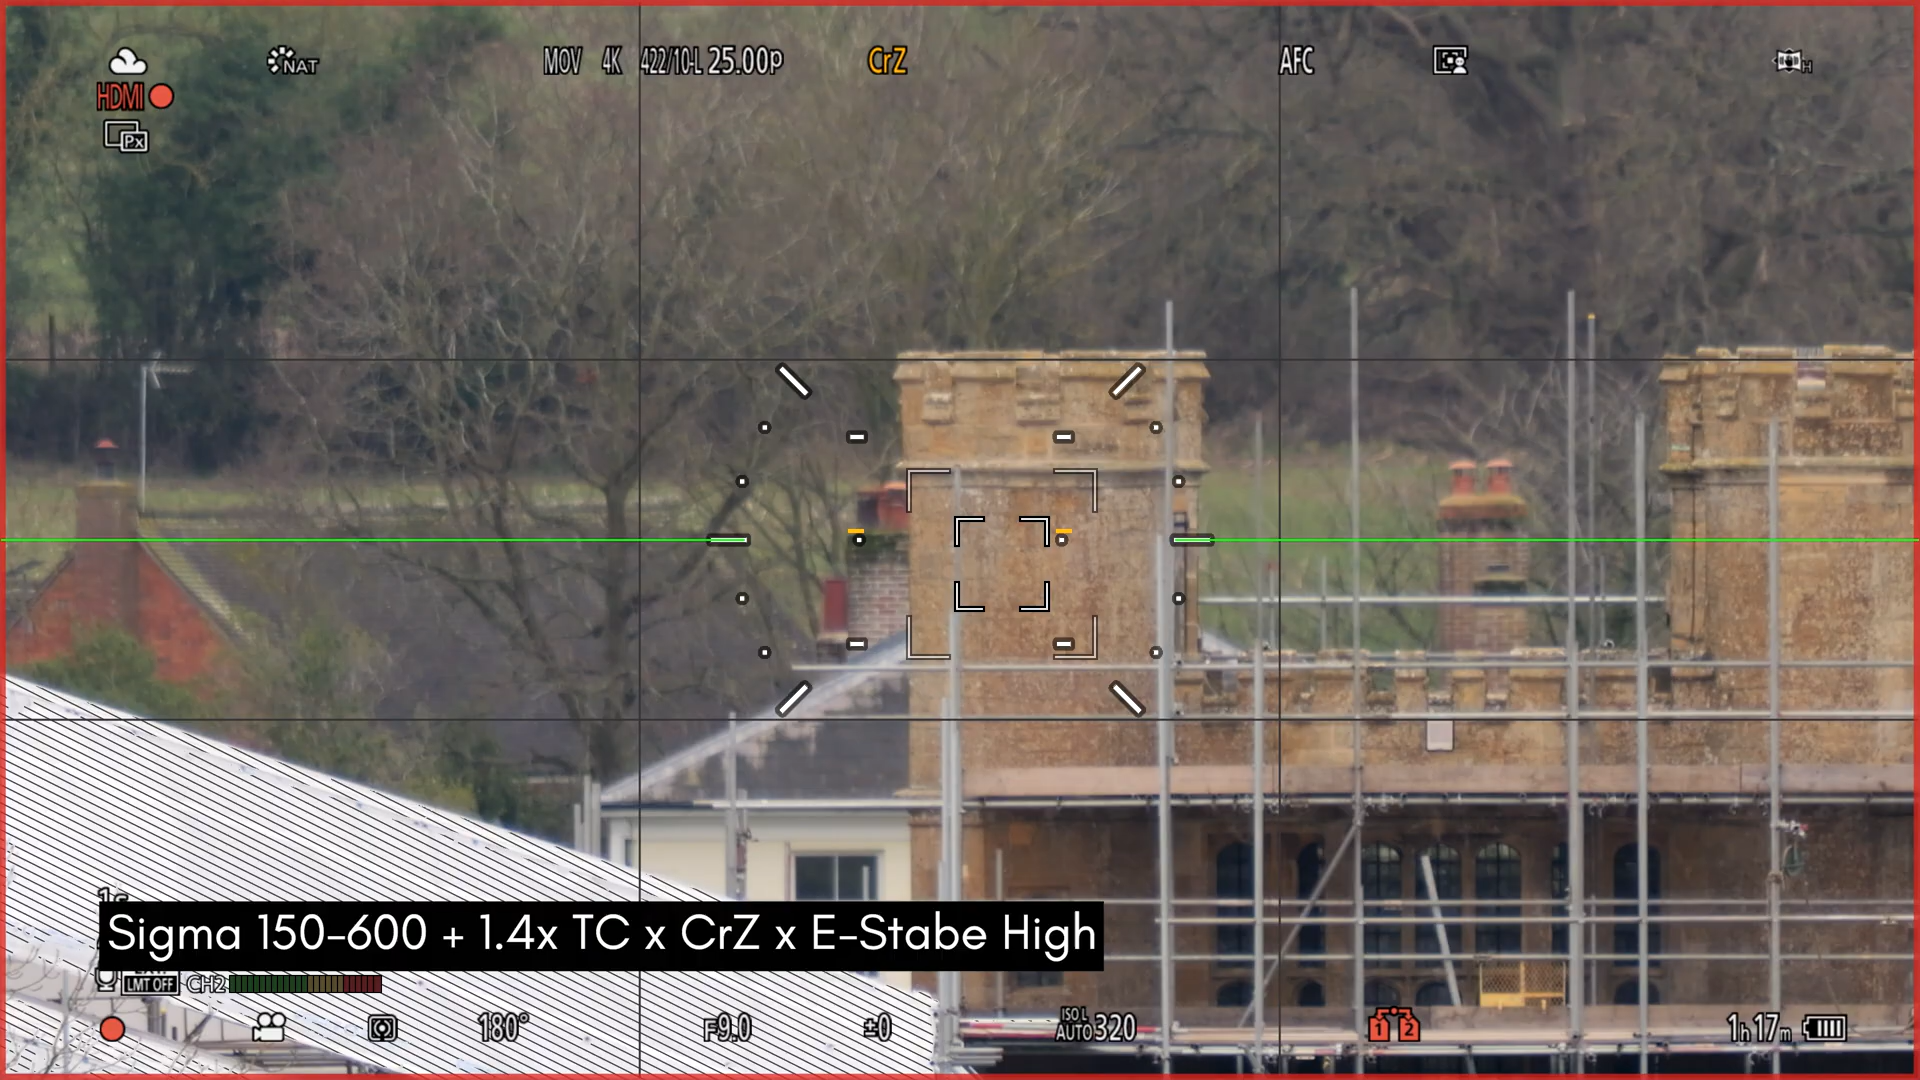 NAT MOV 4K 422/10-L 25.00p CrZ AFC H
HDMI
Px
Sigma 150-600 + 1.4x TC x CrZ x E-Stabe High
LMT OFF CH2
180° F9.0 ±0 ISO L AUTO 320 1 2 1h17m